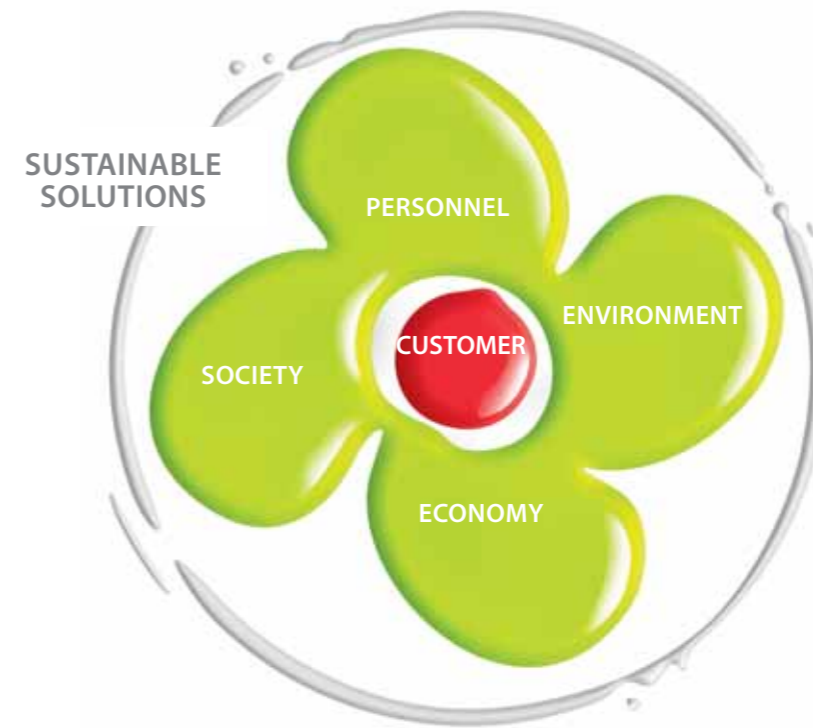 SUSTAINABLE
SOLUTIONS
PERSONNEL
ENVIRONMENT
CUSTOMER
SOCIETY
ECONOMY